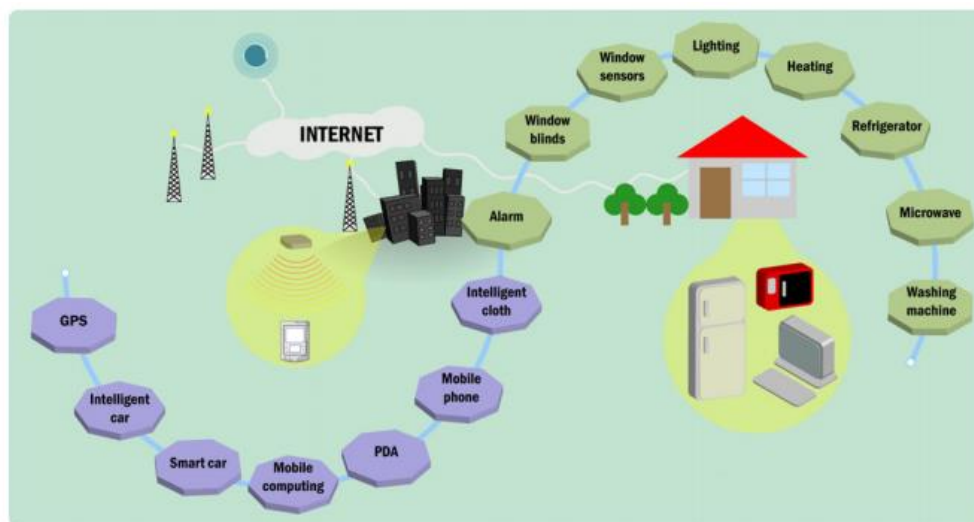 INTERNET
Window
sensors
Lighting
Heating
Window
blinds
Refrigerator
Alarm
Microwave
Intelligent
cloth
Washing
machine
GPS
Mobile
phone
Intelligent
car
PDA
Smart car
Mobile
computing